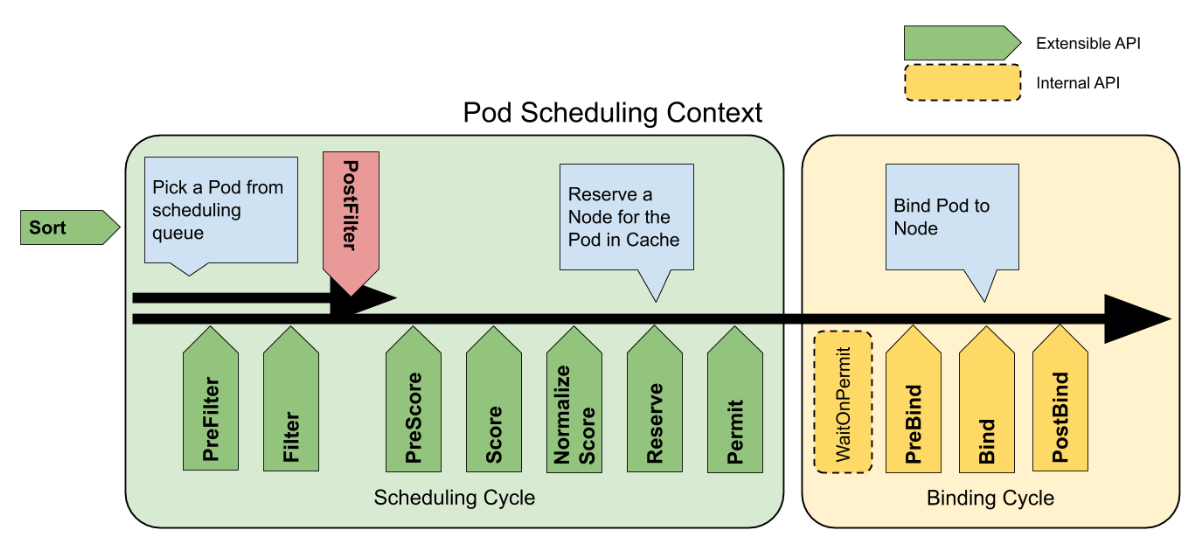 Extensible API
Internal API
Pod Scheduling Context
Pick a Pod from
scheduling
queue
PostFilter
Reserve a
Node for the
Pod in Cache
Bind Pod to
Node
Sort
PreFilter
Filter
PreScore
Score
Normalize
Score
Reserve
Permit
WaitOnPermit
PreBind
Bind
PostBind
Scheduling Cycle
Binding Cycle